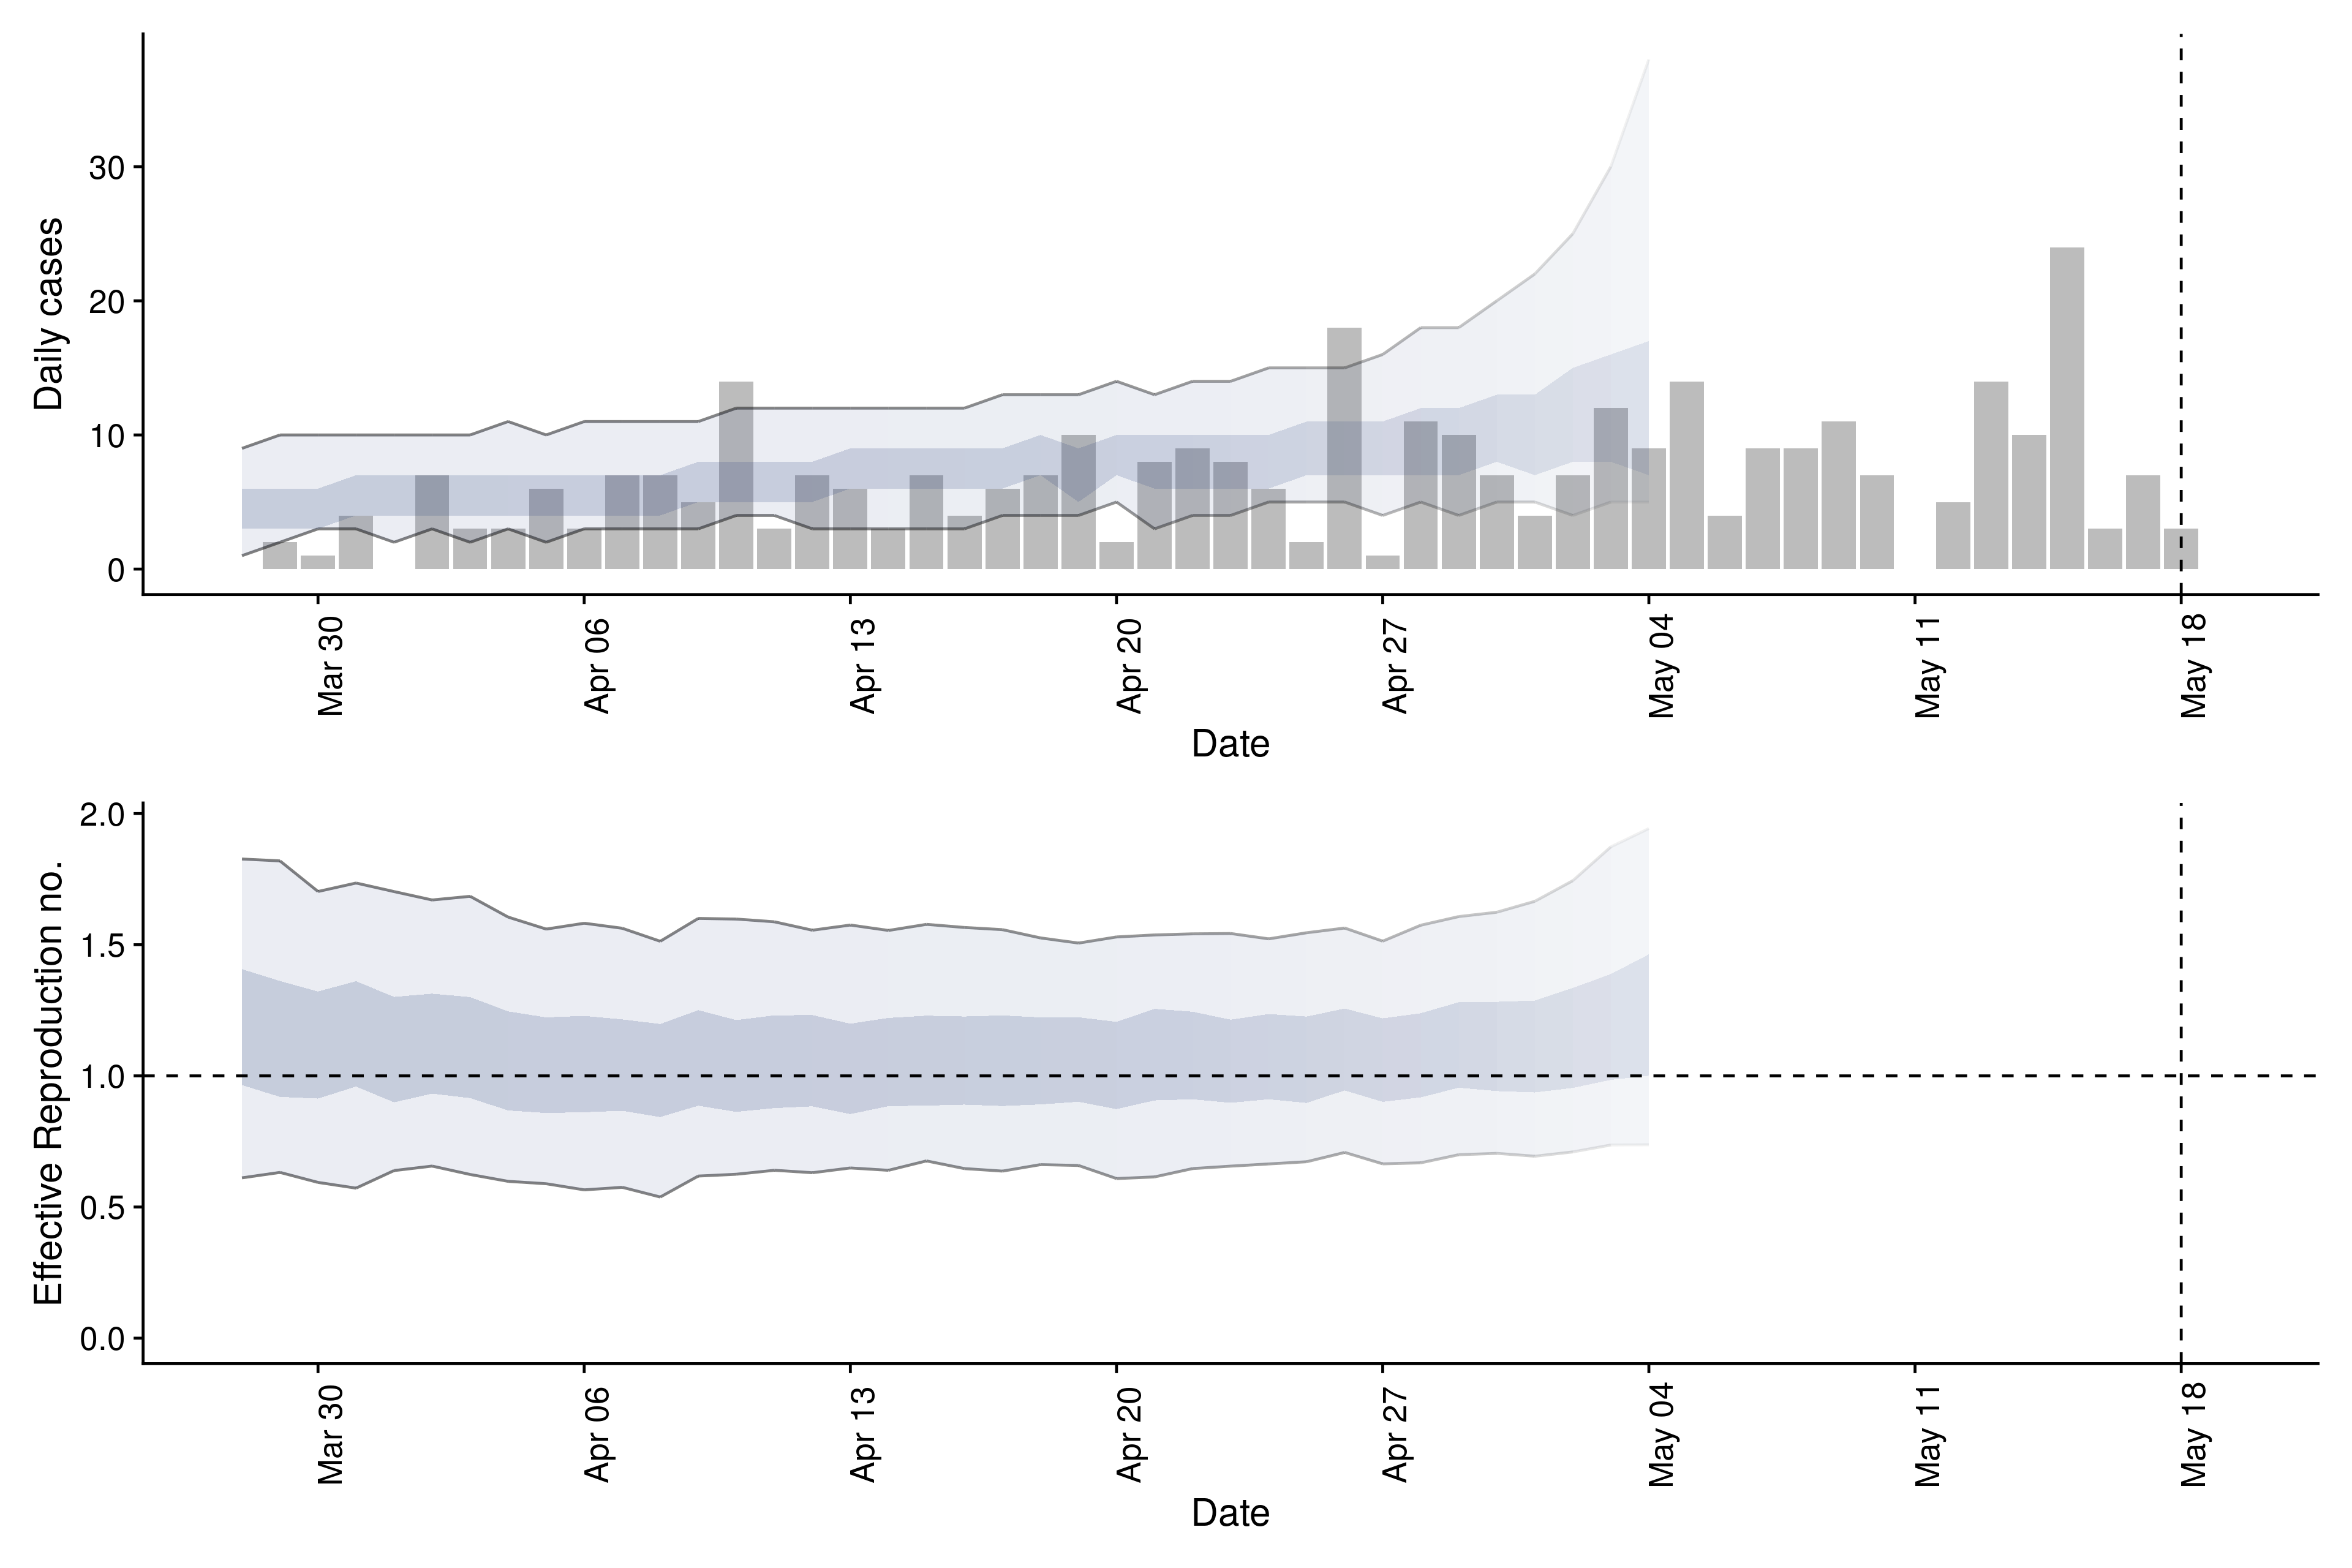 Daily cases
30
20
10
0
Mar 30 Apr 06 Apr 13 Apr 20 Apr 27 May 04 May 11 May 18
Date
Effective Reproduction no.
2.0
1.5
1.0
0.5
0.0
Mar 30 Apr 06 Apr 13 Apr 20 Apr 27 May 04 May 11 May 18
Date